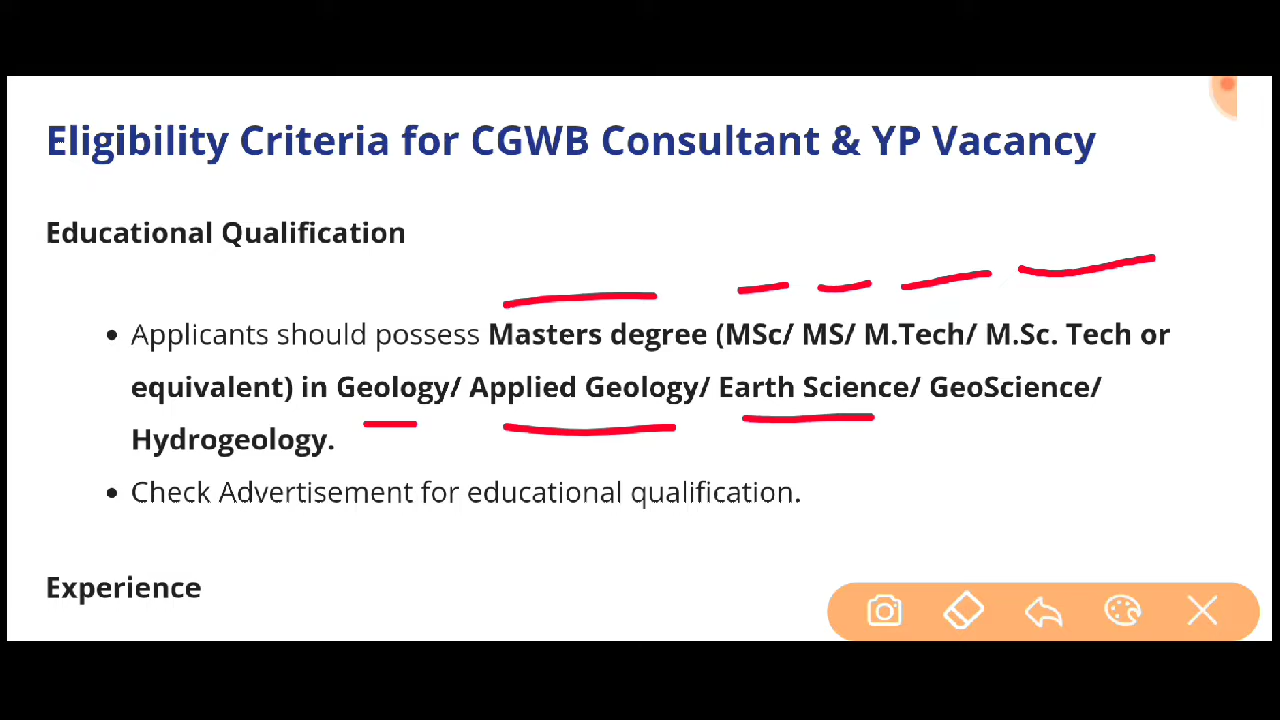 Eligibility Criteria for CGWB Consultant & YP Vacancy
Educational Qualification
• Applicants should possess Masters degree (MSc/ MS/ M.Tech/ M.Sc. Tech or
equivalent) in Geology/ Applied Geology/ Earth Science/ GeoScience/
Hydrogeology.
• Check Advertisement for educational qualification.
Experience